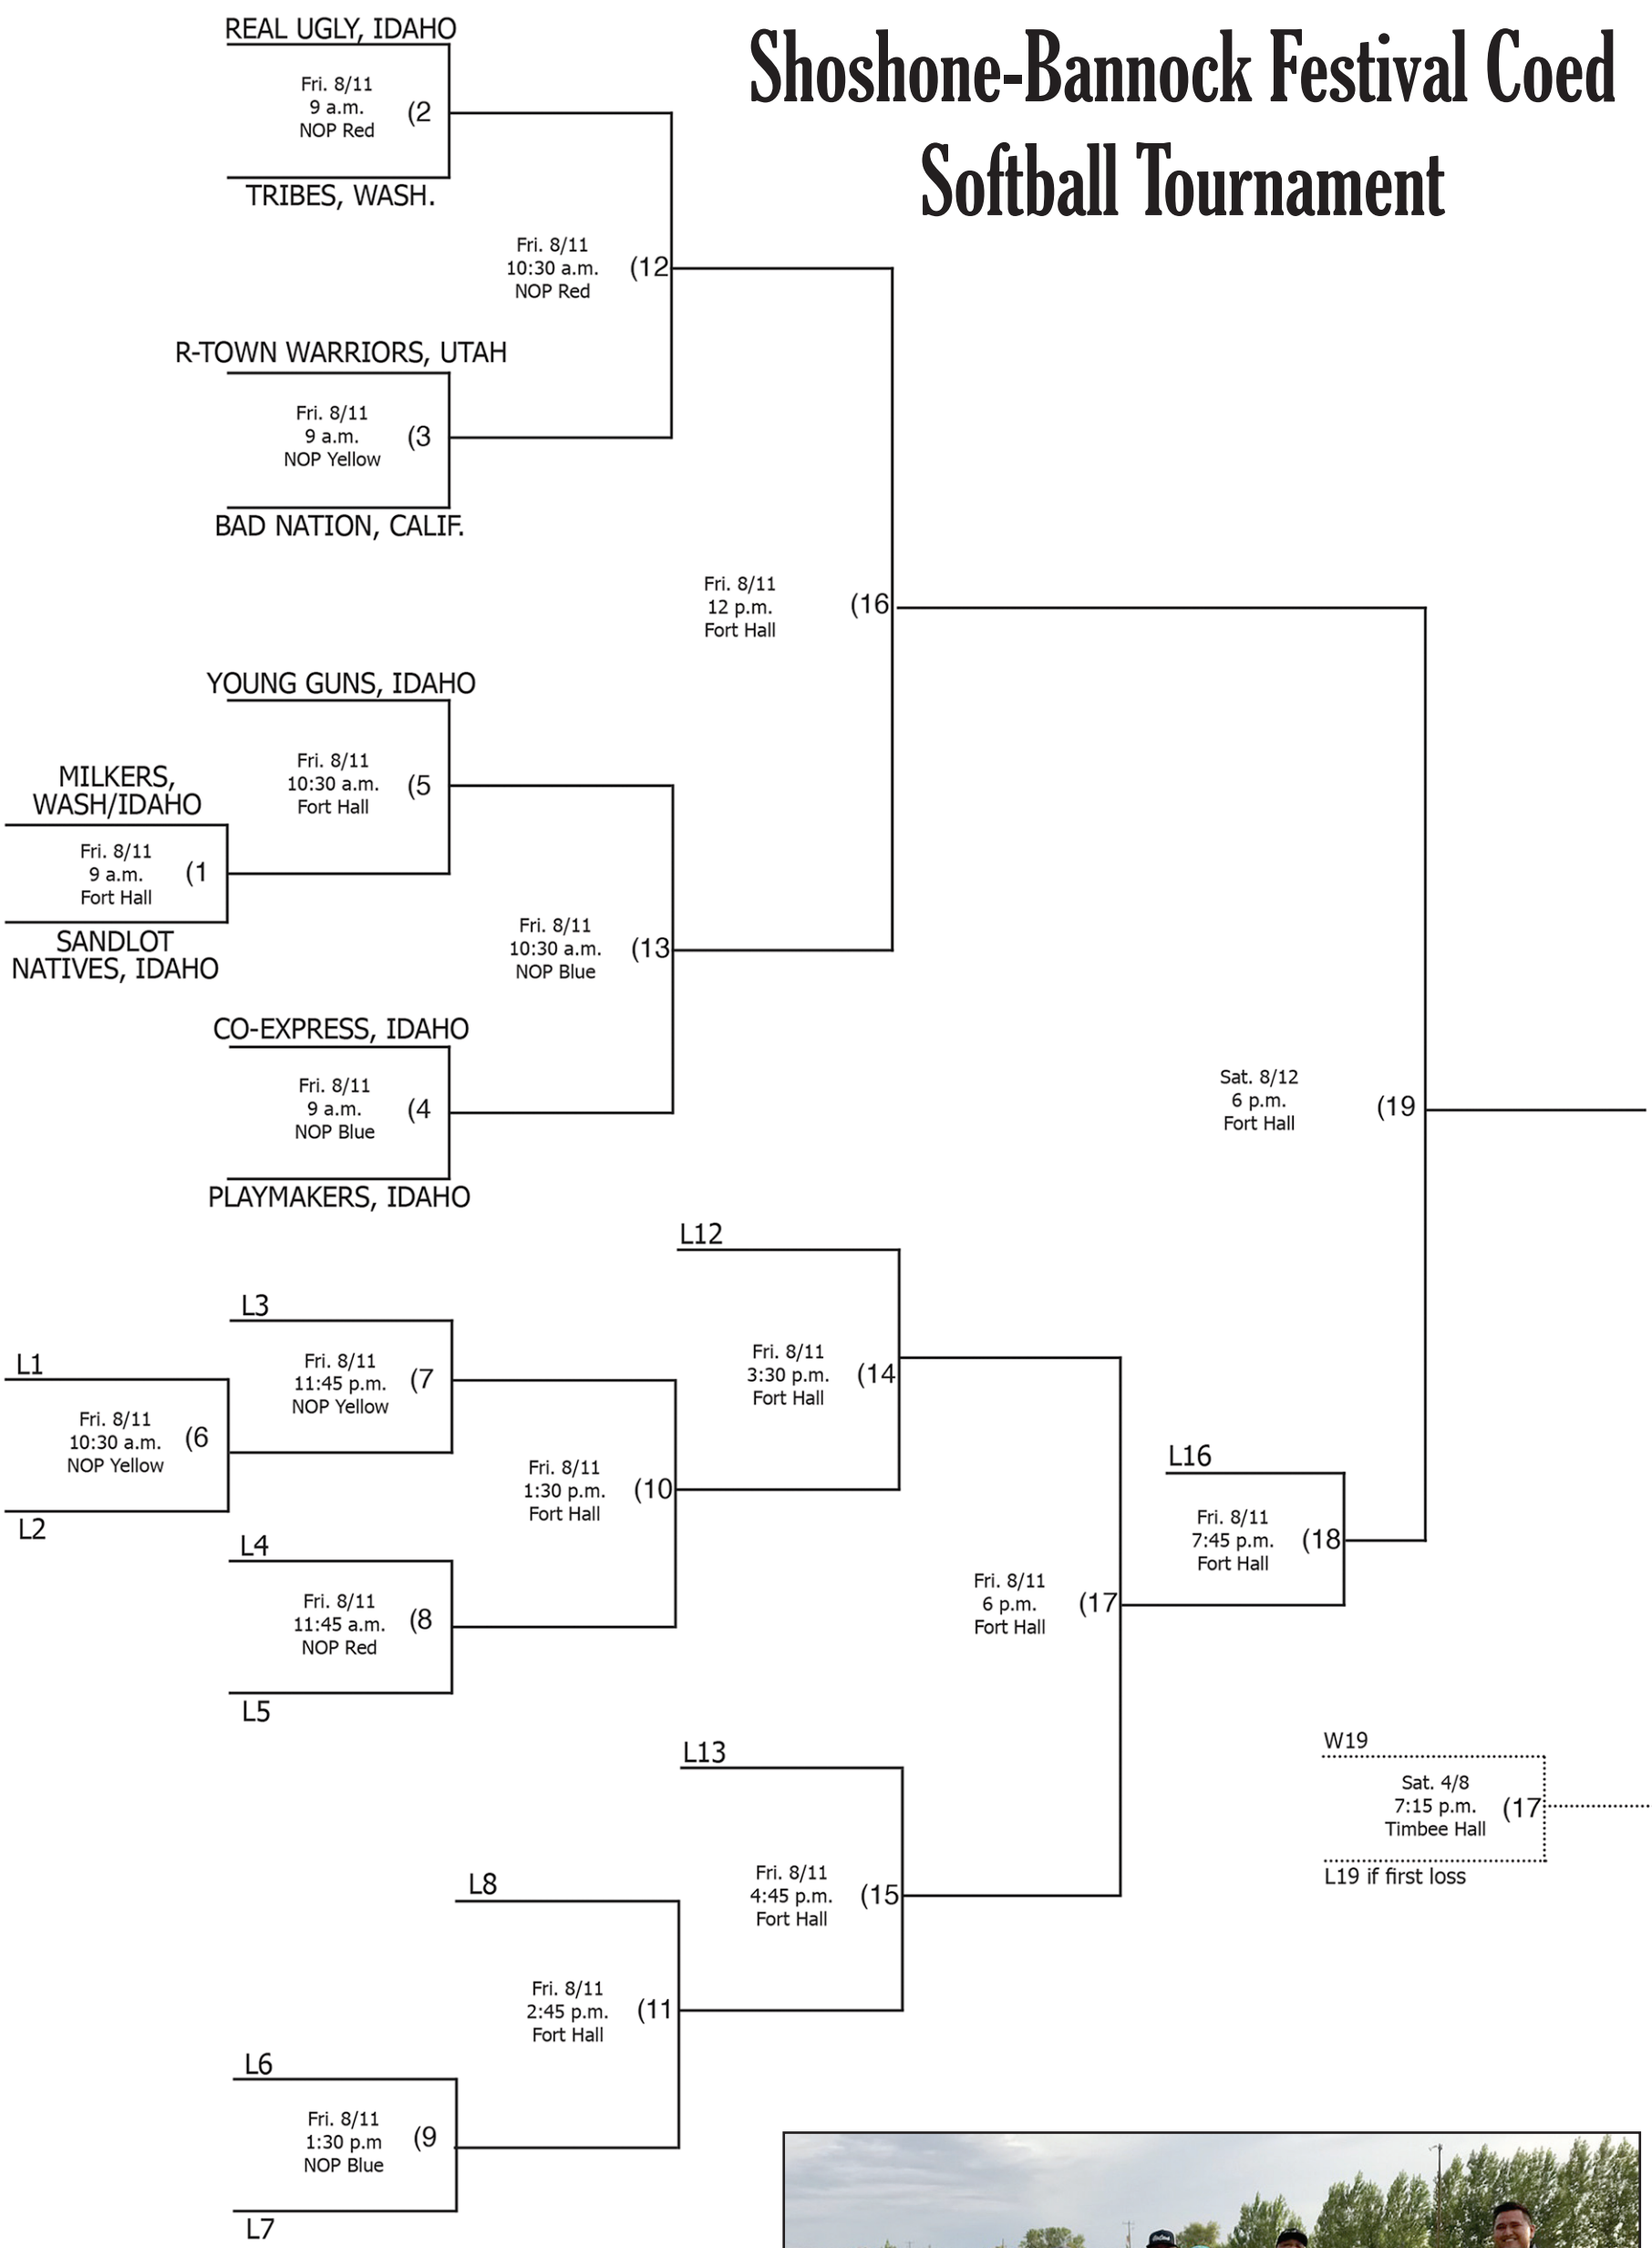 Shoshone-Bannock Festival Coed
Softball Tournament
REAL UGLY, IDAHO
Fri. 8/11
9 a.m.
NOP Red
(2
TRIBES, WASH.
Fri. 8/11
10:30 a.m.
NOP Red
(12
R-TOWN WARRIORS, UTAH
Fri. 8/11
9 a.m.
NOP Yellow
(3
BAD NATION, CALIF.
Fri. 8/11
12 p.m.
Fort Hall
(16
YOUNG GUNS, IDAHO
Fri. 8/11
10:30 a.m.
Fort Hall
(5
MILKERS,
WASH/IDAHO
Fri. 8/11
9 a.m.
Fort Hall
(1
SANDLOT
NATIVES, IDAHO
Fri. 8/11
10:30 a.m.
NOP Blue
(13
CO-EXPRESS, IDAHO
Fri. 8/11
9 a.m.
NOP Blue
(4
PLAYMAKERS, IDAHO
Sat. 8/12
6 p.m.
Fort Hall
(19
L12
Fri. 8/11
3:30 p.m.
Fort Hall
(14
L3
Fri. 8/11
11:45 p.m.
NOP Yellow
(7
L1
Fri. 8/11
10:30 a.m.
NOP Yellow
(6
L2
Fri. 8/11
1:30 p.m.
Fort Hall
(10
L4
Fri. 8/11
11:45 a.m.
NOP Red
(8
L5
L16
Fri. 8/11
7:45 p.m.
Fort Hall
(18
Fri. 8/11
6 p.m.
Fort Hall
(17
L13
Fri. 8/11
4:45 p.m.
Fort Hall
(15
W19
Sat. 4/8
7:15 p.m.
Timbee Hall
(17
L19 if first loss
L8
Fri. 8/11
2:45 p.m.
Fort Hall
(11
L6
Fri. 8/11
1:30 p.m
NOP Blue
(9
L7